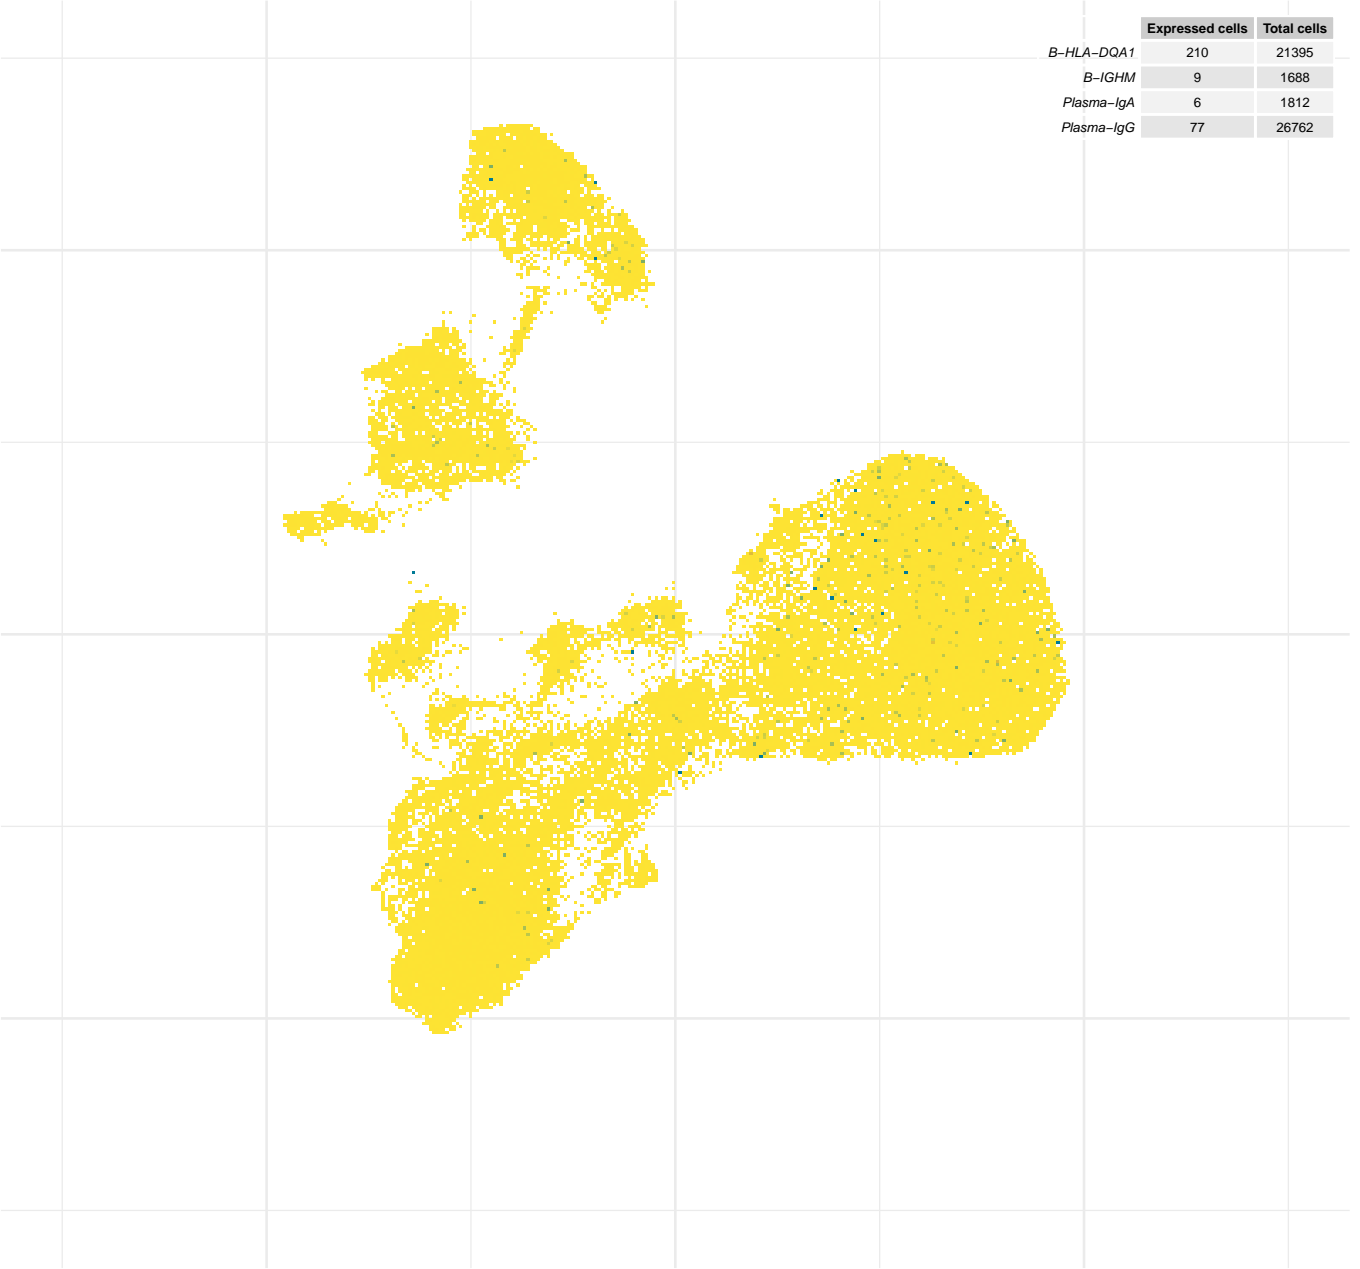 Expressed cells Total cells
B−HLA−DQA1 210 21395
B−IGHM 9 1688
Plasma−IgA 6 1812
Plasma−IgG 77 26762